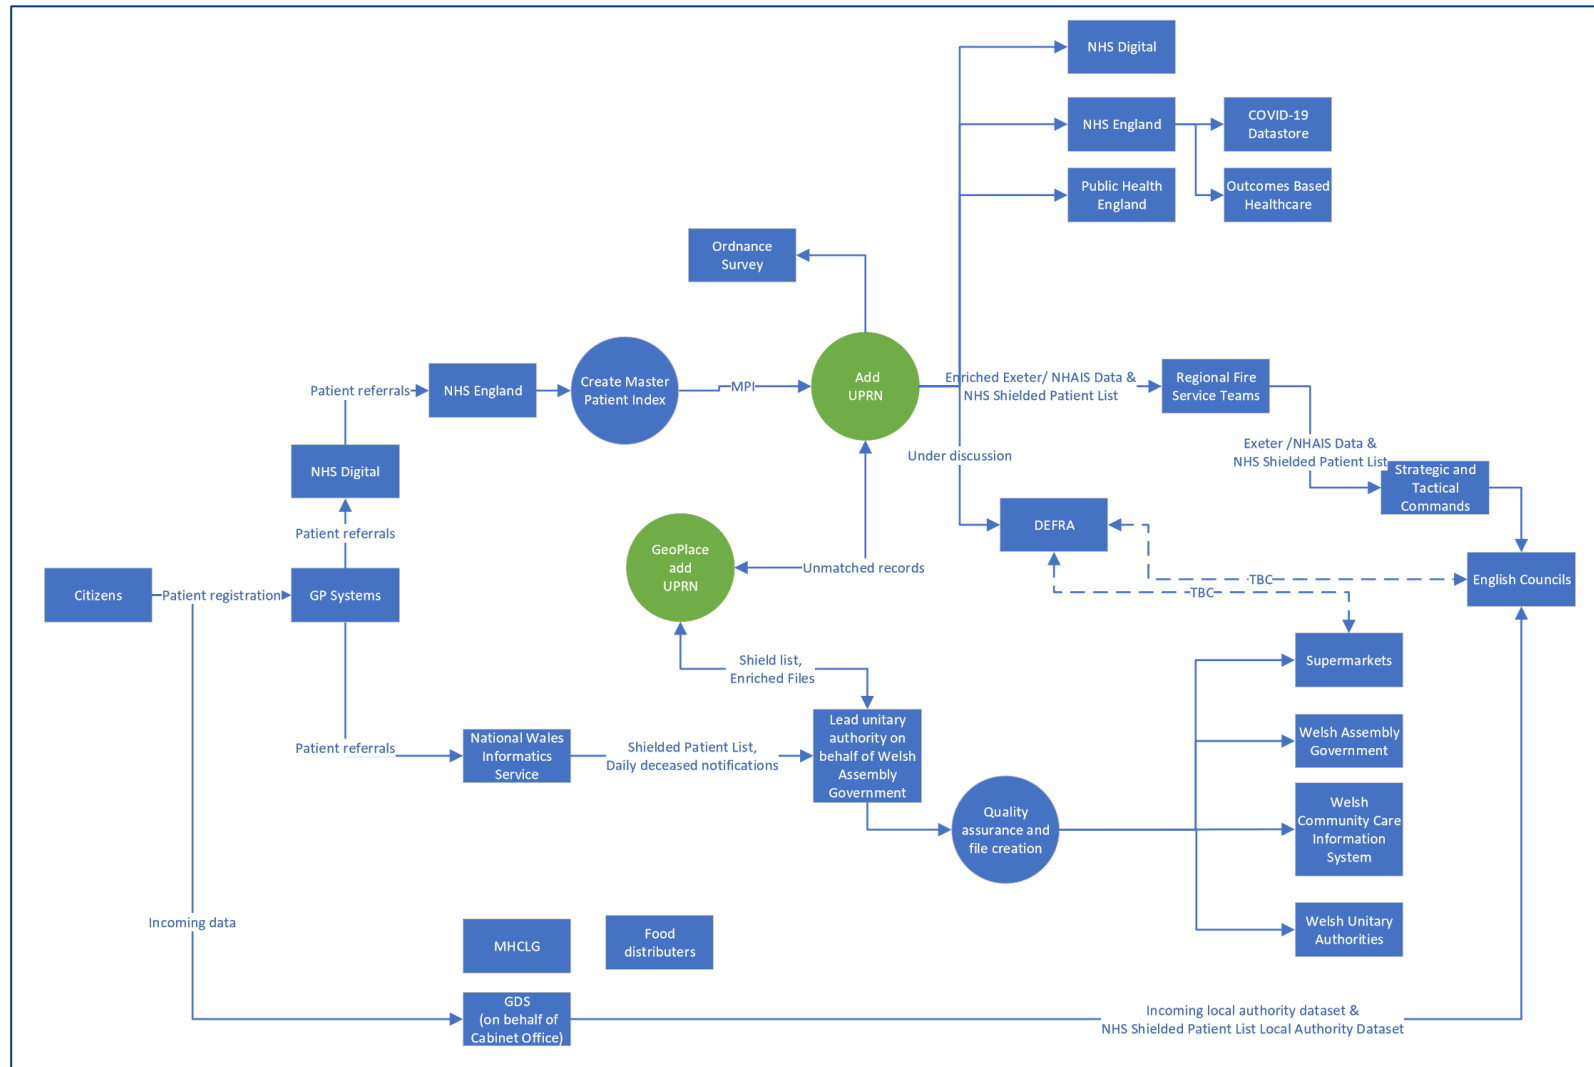 NHS Digital
NHS England
COVID-19
Datastore
Public Health
England
Outcomes Based
Healthcare
Ordnance
Survey
Patient referrals
NHS England
Create Master
Patient Index
MPI
Add
UPRN
Enriched Exeter/ NHAIS Data &
NHS Shielded Patient List
Regional Fire
Service Teams
Exeter /NHAIS Data &
NHS Shielded Patient List
NHS Digital
Under discussion
Strategic and
Tactical
Commands
Patient referrals
DEFRA
GeoPlace
add
UPRN
Unmatched records
Citizens
Patient registration
GP Systems
TBC
TBC
English Councils
Shield list,
Enriched Files
Supermarkets
Patient referrals
National Wales
Informatics
Service
Shielded Patient List,
Daily deceased notifications
Lead unitary
authority on
behalf of Welsh
Assembly
Government
Welsh Assembly
Government
Quality
assurance and
file creation
Welsh
Community Care
Information
System
Incoming data
MHCLG
Food
distributers
Welsh Unitary
Authorities
GDS
(on behalf of
Cabinet Office)
Incoming local authority dataset &
NHS Shielded Patient List Local Authority Dataset